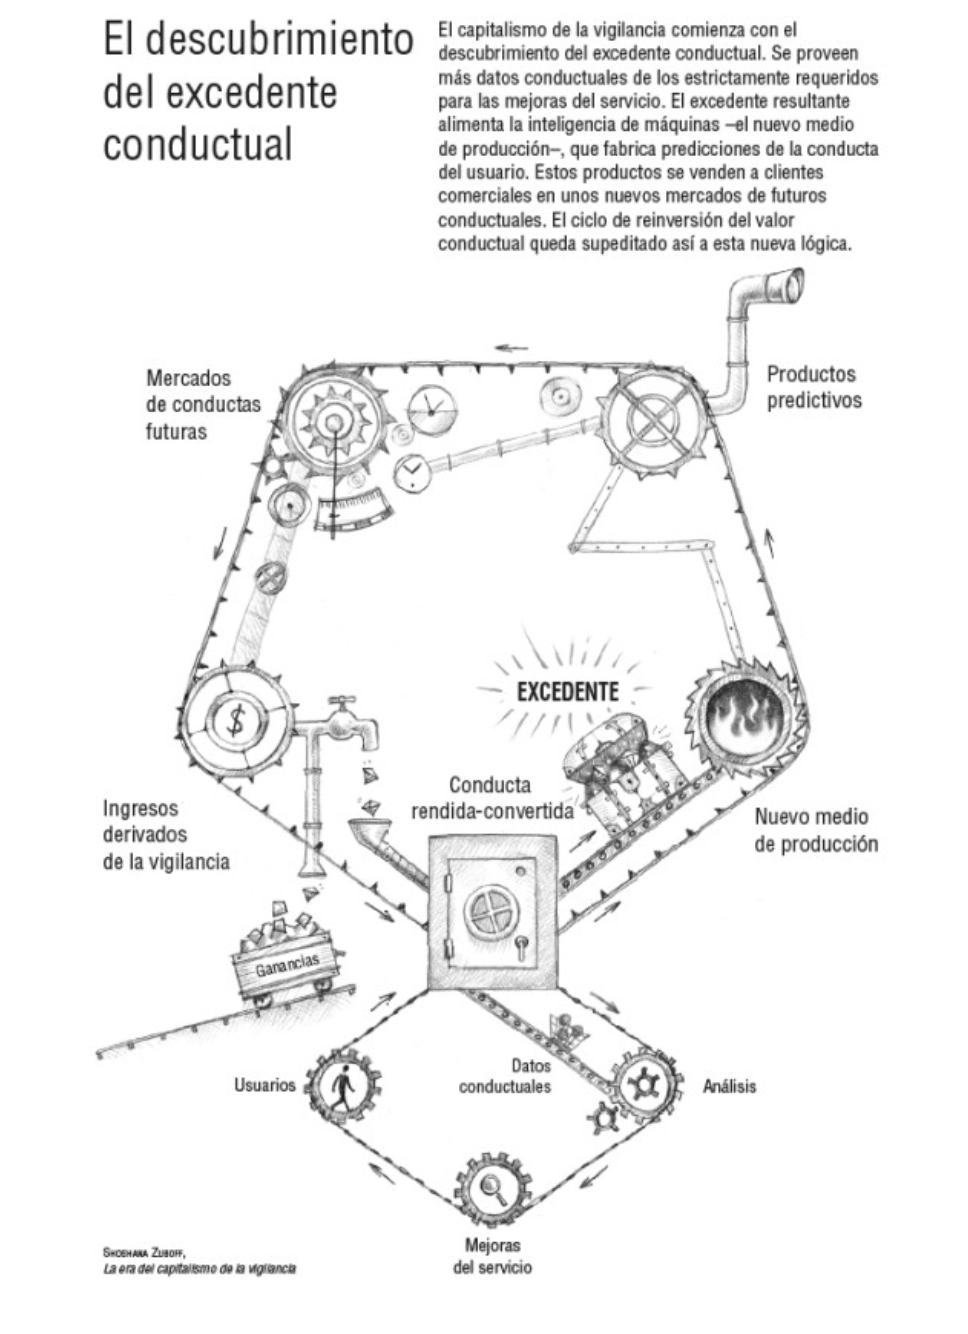 El descubrimiento
del excedente
conductual
El capitalismo de la vigilancia comienza con el
descubrimiento del excedente conductual. Se proveen
más datos conductuales de los estrictamente requeridos
para las mejoras del servicio. El excedente resultante
alimenta la inteligencia de máquinas –el nuevo medio
de producción–, que fabrica predicciones de la conducta
del usuario. Estos productos se venden a clientes
comerciales en unos nuevos mercados de futuros
conductuales. El ciclo de reinversión del valor
conductual queda supeditado así a esta nueva lógica.
Mercados
de conductas
futuras
Productos
predictivos
EXCEDENTE
$
Conducta
rendida-convertida
Ingresos
derivados
de la vigilancia
Nuevo medio
de producción
Ganancias
Usuarios
Datos
conductuales
Análisis
Mejoras
del servicio
SHOSHANA ZUBOFF,
La era del capitalismo de la vigilancia